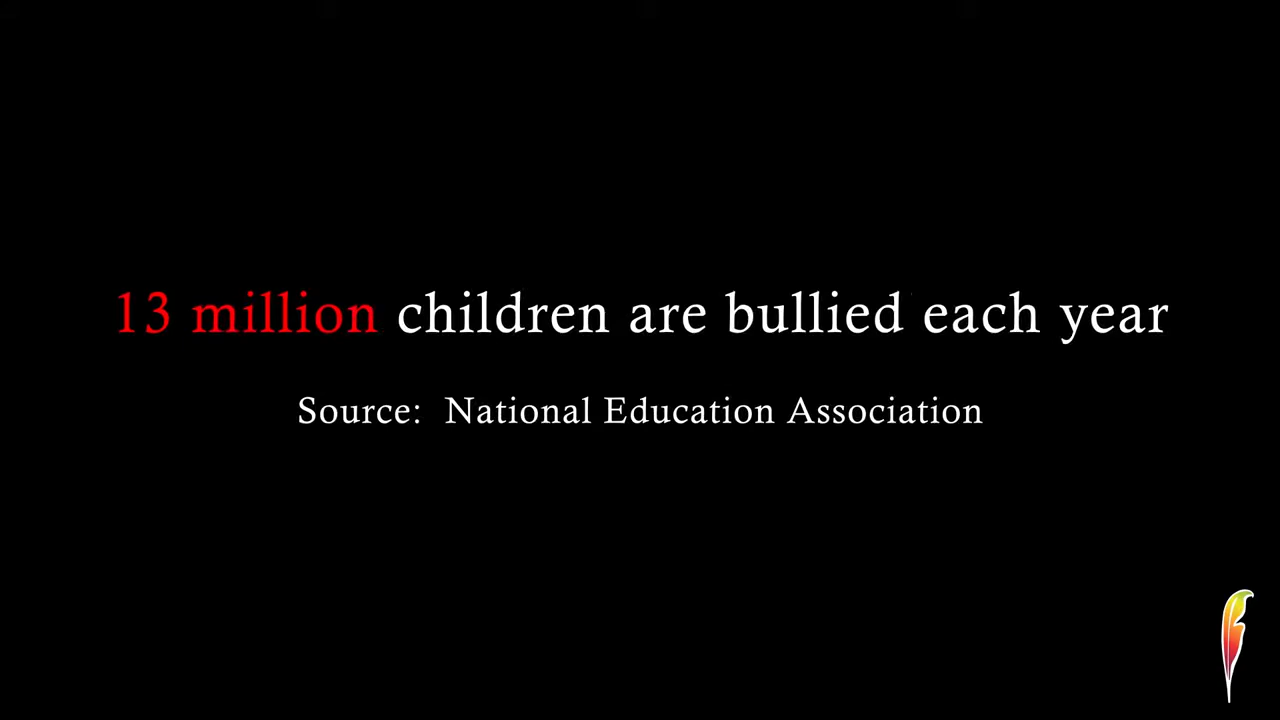 13 million children are bullied each year
Source: National Education Association